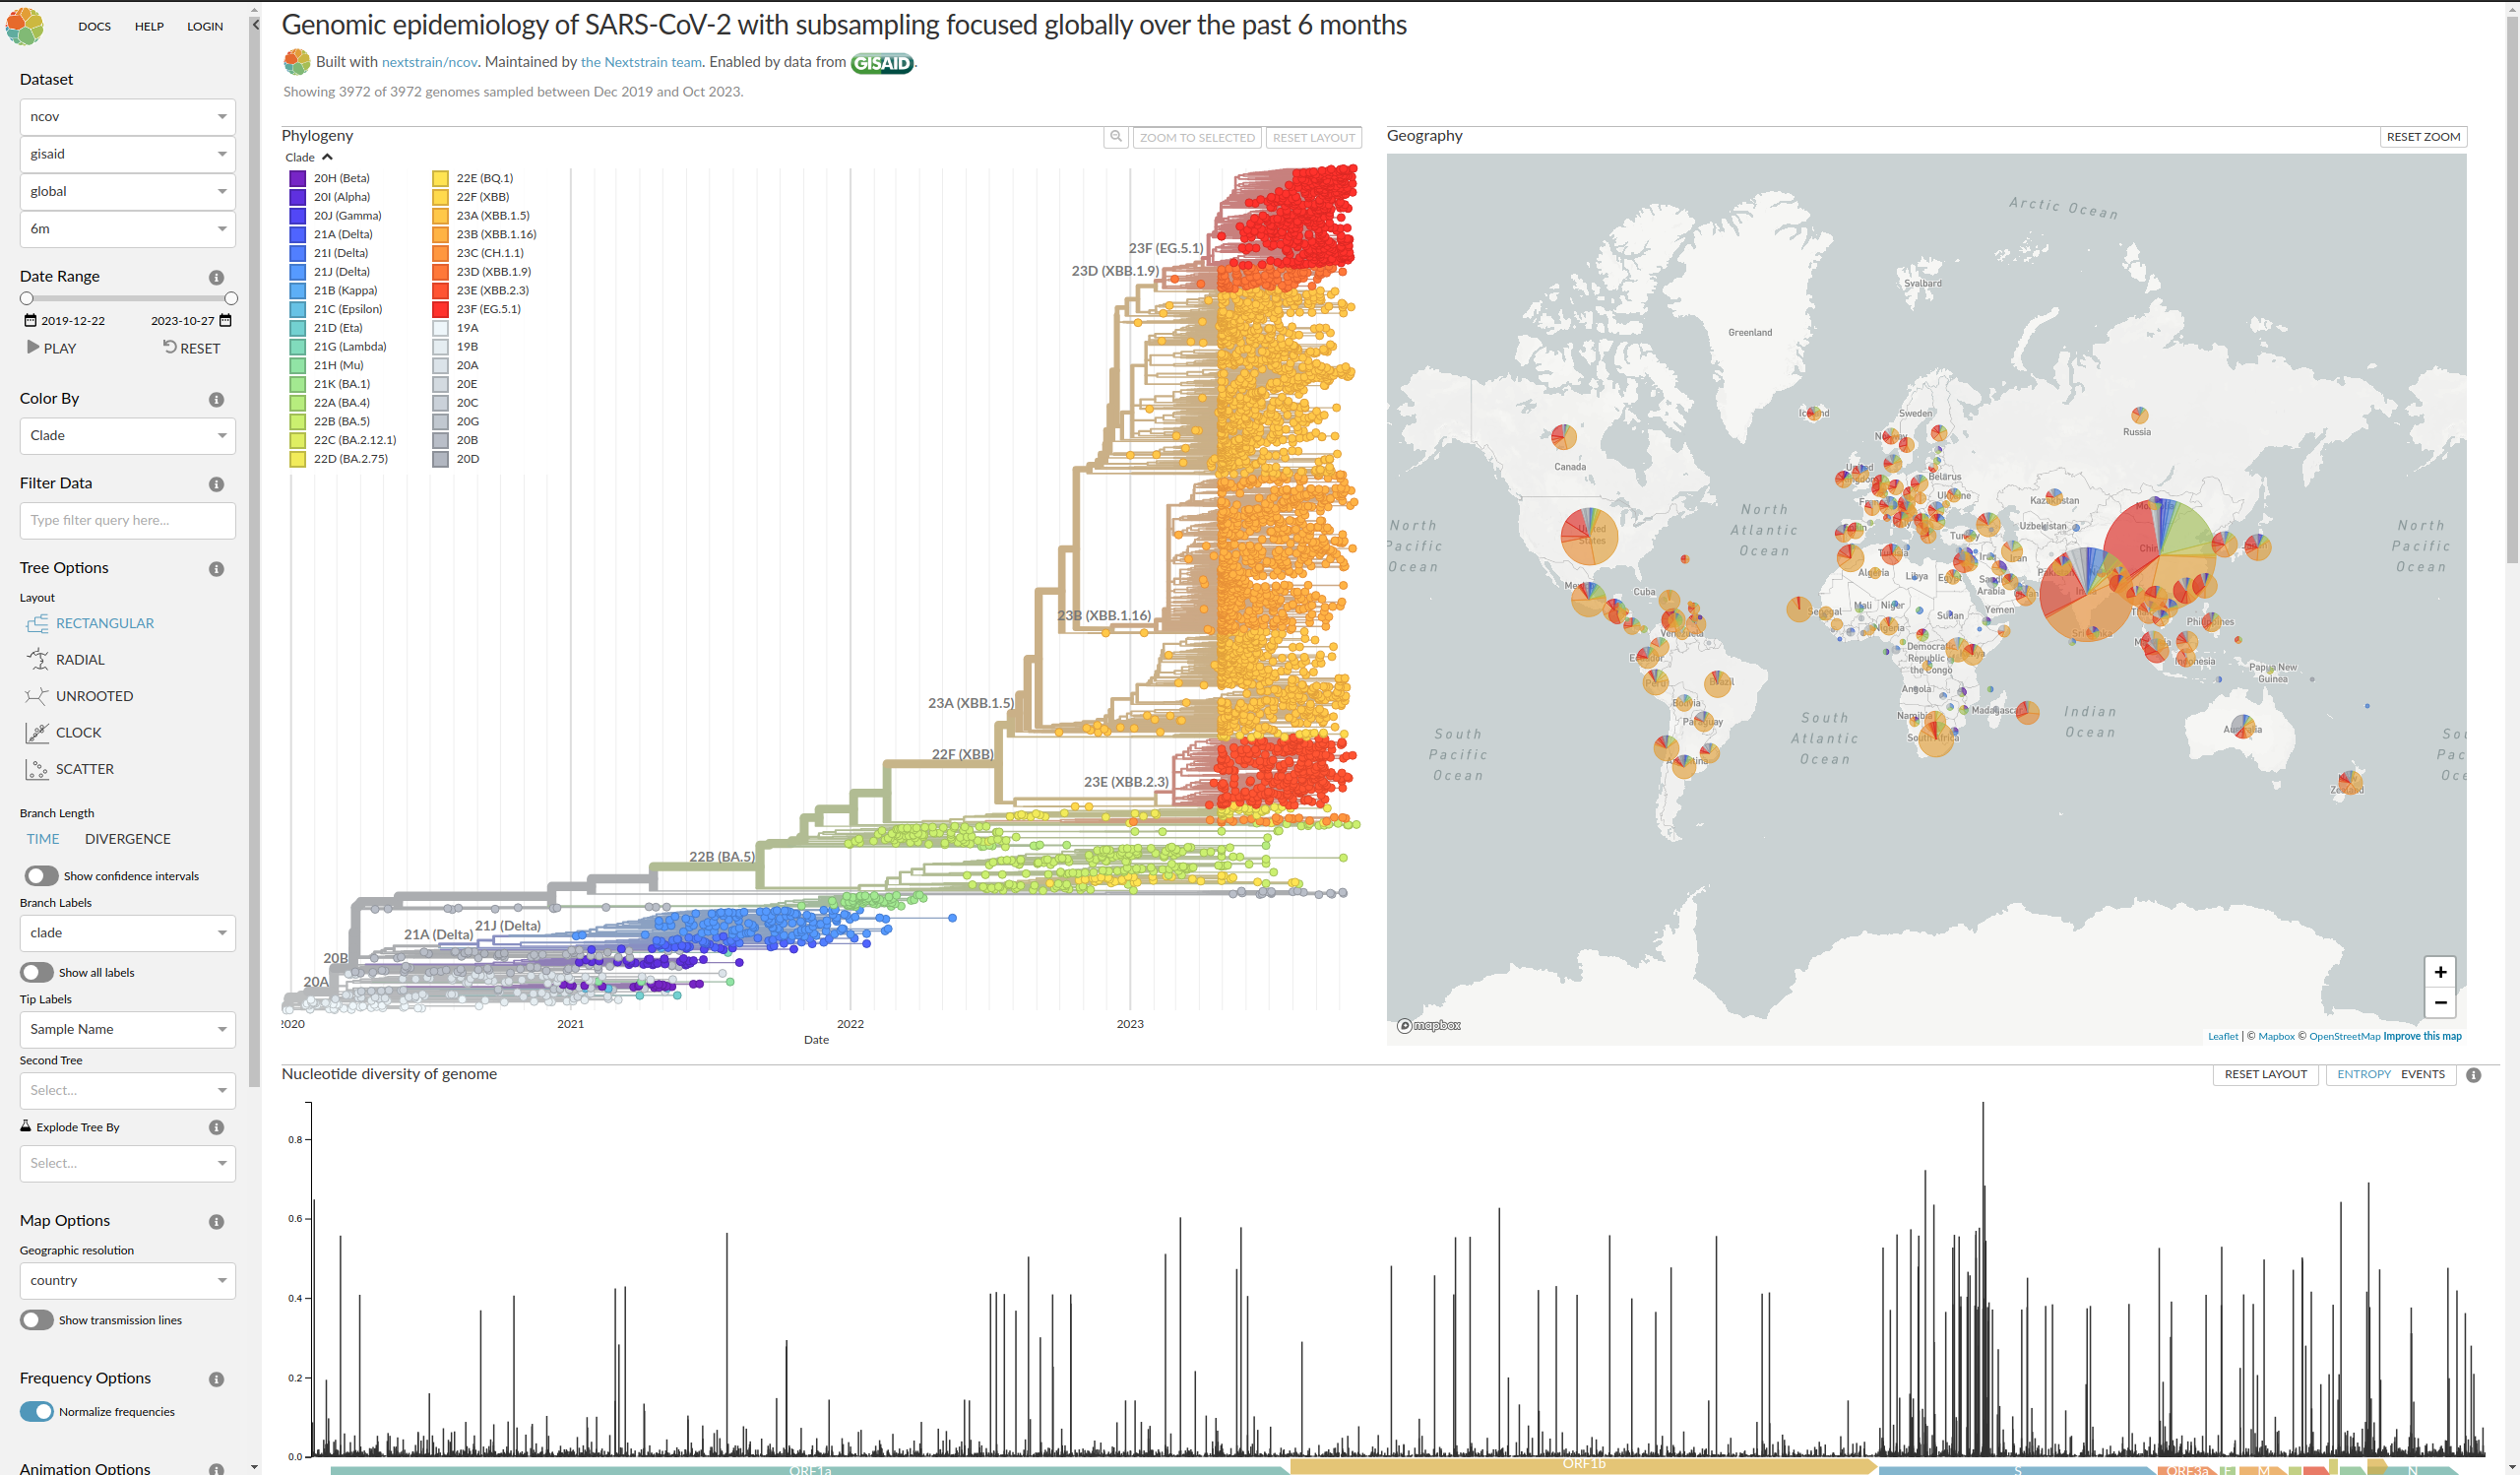 DOCS HELP LOGIN
Dataset
ncov
gisaid
global
6m
Date Range
2019-12-22 2023-10-27
PLAY RESET
Color By
Clade
Filter Data
Type filter query here...
Tree Options
Layout
RECTANGULAR
RADIAL
UNROOTED
CLOCK
SCATTER
Branch Length
TIME DIVERGENCE
Show confidence intervals
Branch Labels
clade
Show all labels
Tip Labels
Sample Name
Second Tree
Select...
Explode Tree By
Select...
Map Options
Geographic resolution
country
Show transmission lines
Frequency Options
Normalize frequencies
Animation Options
Genomic epidemiology of SARS-CoV-2 with subsampling focused globally over the past 6 months
Built with nextstrain/ncov. Maintained by the Nextstrain team. Enabled by data from GISAID.
Showing 3972 of 3972 genomes sampled between Dec 2019 and Oct 2023.
Phylogeny
ZOOM TO SELECTED RESET LAYOUT
Clade
20H (Beta)
20I (Alpha)
20J (Gamma)
21A (Delta)
21I (Delta)
21J (Delta)
21B (Kappa)
21C (Epsilon)
21D (Eta)
21G (Lambda)
21H (Mu)
21K (BA.1)
22A (BA.4)
22B (BA.5)
22C (BA.2.12.1)
22D (BA.2.75)
22E (BQ.1)
22F (XBB)
23A (XBB.1.5)
23B (XBB.1.16)
23C (CH.1.1)
23D (XBB.1.9)
23E (XBB.2.3)
23F (EG.5.1)
19A
19B
20A
20E
20C
20G
20B
20D
23F (EG.5.1)
23D (XBB.1.9)
23B (XBB.1.16)
23A (XBB.1.5)
22F (XBB)
23E (XBB.2.3)
22B (BA.5)
21J (Delta)
21A (Delta)
20B
20A
2020 2021 2022 2023
Date
Geography
RESET ZOOM
Arctic Ocean
Svalbard
Greenland
Iceland
Sweden
Russia
Canada
Belarus
Ukraine
Kazakhstan
North
Pacific
Ocean
North
Atlantic
Ocean
North
Pacific
Ocean
United
States
Uzbekistan
Iran
Algeria
Libya
Egypt
Saudi
Arabia
Cuba
Mali
Niger
Sudan
Yemen
Senegal
Nigeria
Venezuela
Philippines
Democratic
Republic of
the Congo
Papua New
Guinea
Angola
Bolivia
Namibia
Madagascar
Paraguay
South
Atlantic
Ocean
Indian
Ocean
South
Pacific
Ocean
Australia
+
−
mapbox
Leaflet | © Mapbox © OpenStreetMap Improve this map
Nucleotide diversity of genome
RESET LAYOUT ENTROPY EVENTS
0.8
0.6
0.4
0.2
0.0
ORF1a
ORF1b
S
ORF3a
E
M
N